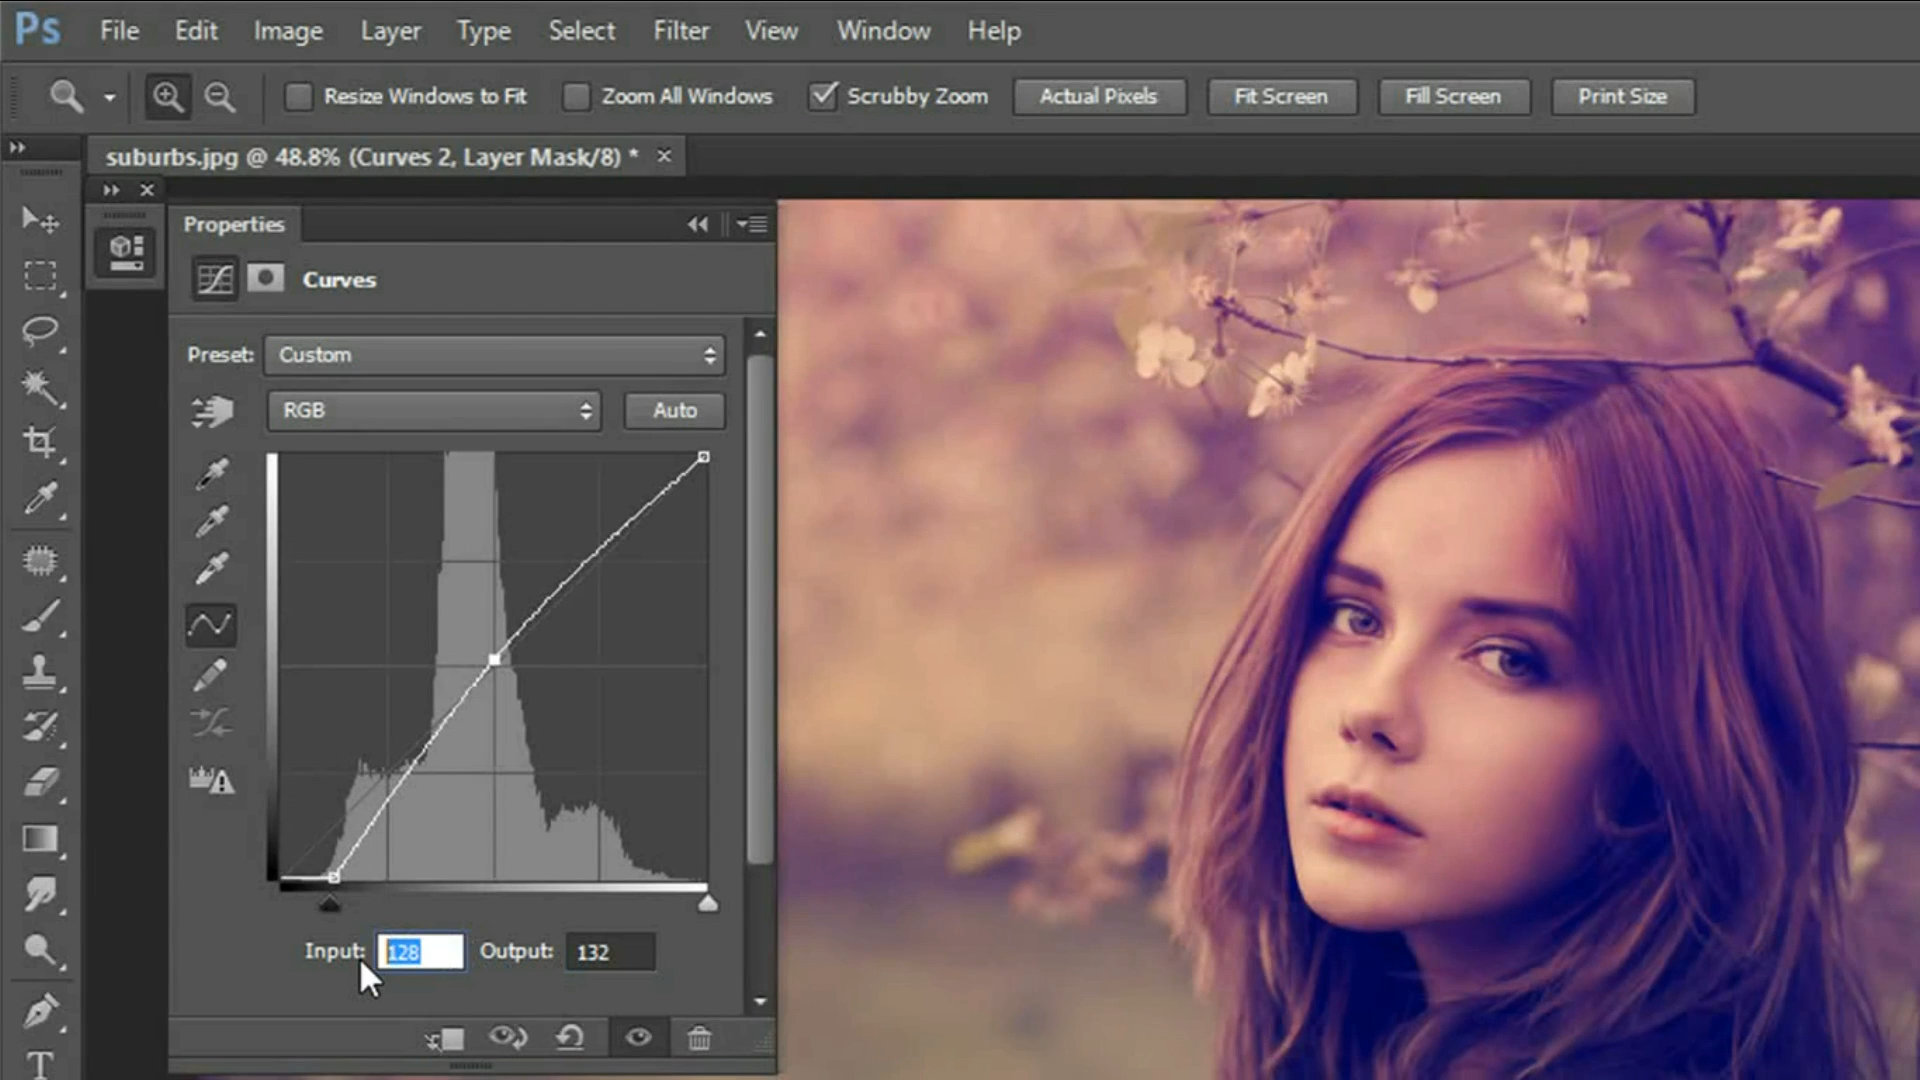 Ps File Edit Image Layer Type Select Filter View Window Help
Resize Windows to Fit Zoom All Windows Scrubby Zoom Actual Pixels Fit Screen Fill Screen Print Size
suburbs.jpg @ 48.8% (Curves 2, Layer Mask/8) *
Properties
Curves
Preset: Custom
RGB Auto
Input: 128 Output: 132